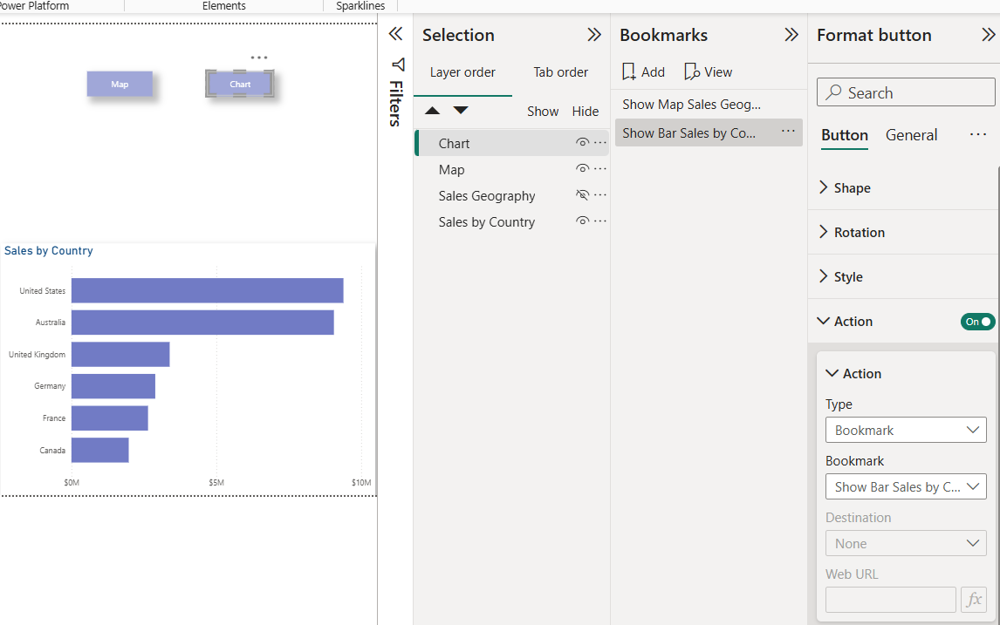 Power Platform
Elements
Sparklines
Map
Chart
Sales by Country
United States
Australia
United Kingdom
Germany
France
Canada
$0M
$5M
$10M
Filters
Selection
Layer order
Tab order
Show
Hide
Chart
Map
Sales Geography
Sales by Country
Bookmarks
Add
View
Show Map Sales Geog...
Show Bar Sales by Co...
Format button
Search
Button
General
Shape
Rotation
Style
Action
On
Action
Type
Bookmark
Bookmark
Show Bar Sales by C...
Destination
None
Web URL
fx